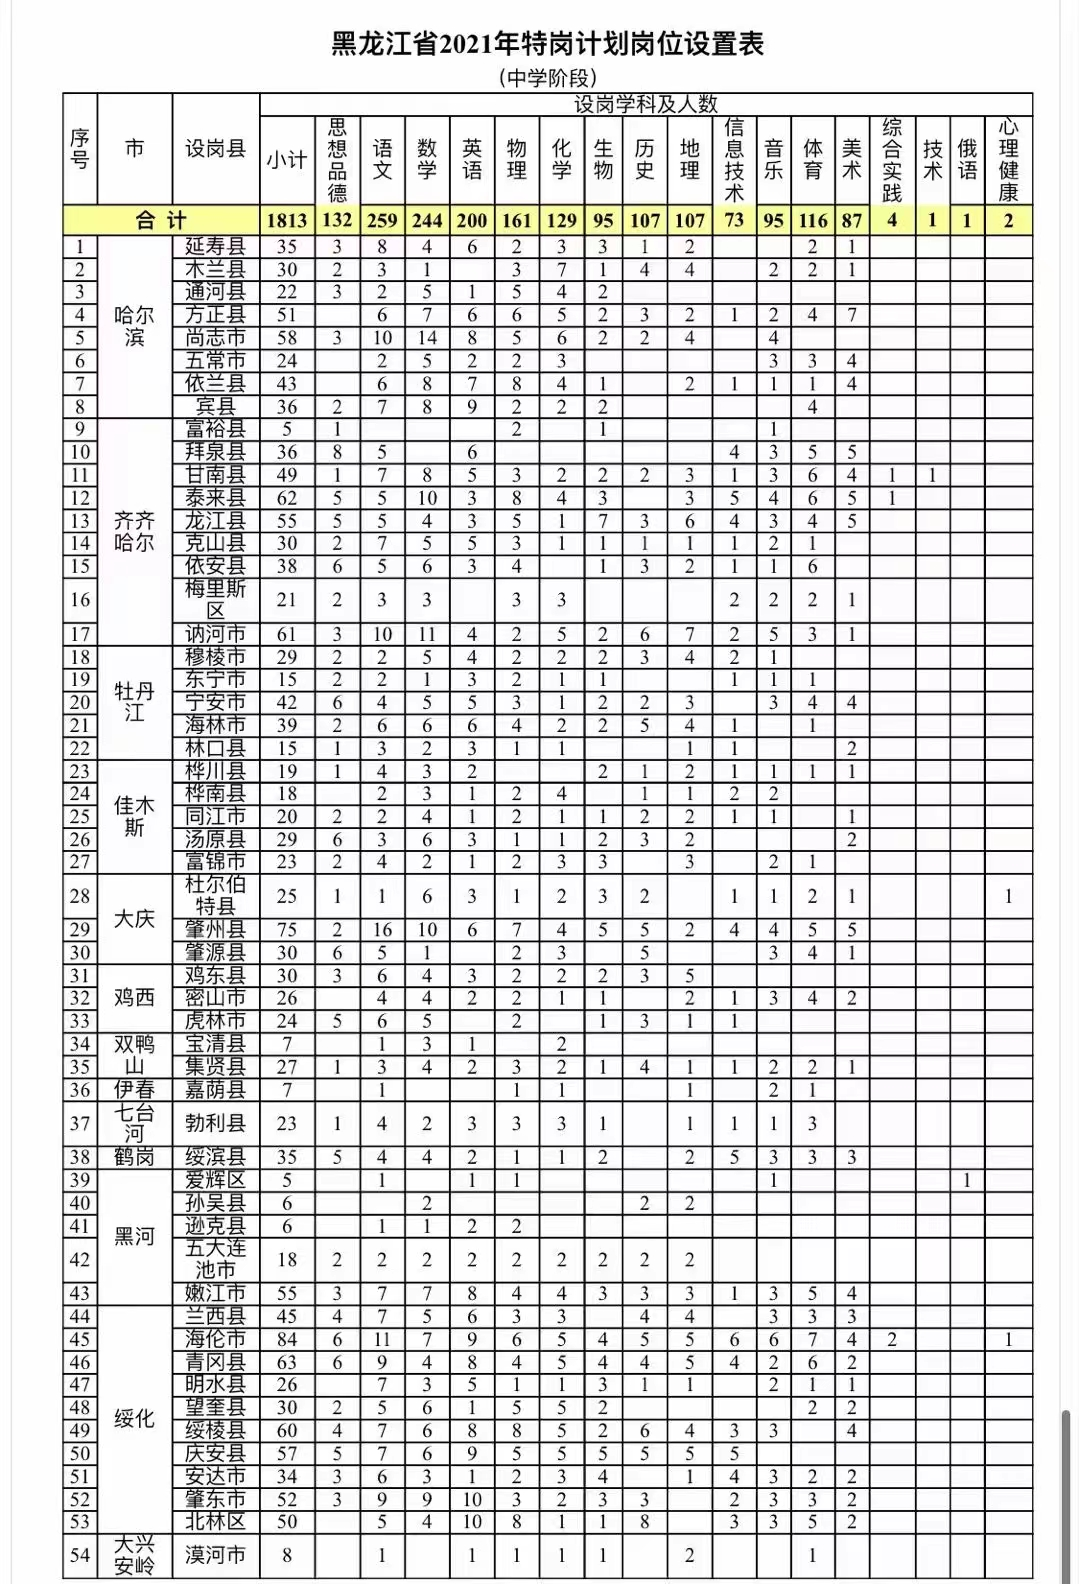 黑龙江省2021年特岗计划岗位设置表
（中学阶段）
序号 市 设岗县 设岗学科及人数
小计 思想品德 语文 数学 英语 物理 化学 生物 历史 地理 信息技术 音乐 体育 美术 综合实践 技术 俄语 心理健康
合 计 1813 132 259 244 200 161 129 95 107 107 73 95 116 87 4 1 1 2
1 哈尔滨 延寿县 35 3 8 4 6 2 3 3 1 2 2 1
2 木兰县 30 2 3 1 3 7 1 4 4 2 2 1
3 通河县 22 3 2 5 1 5 4 2
4 方正县 51 6 7 6 6 5 2 3 2 1 2 4 7
5 尚志市 58 3 10 14 8 5 6 2 2 4 4
6 五常市 24 2 5 2 2 3 3 3 4
7 依兰县 43 6 8 7 8 4 1 2 1 1 1 4
8 宾县 36 2 7 8 9 2 2 2 4
9 齐齐哈尔 富裕县 5 1 2 1 1
10 拜泉县 36 8 5 6 4 3 5 5
11 甘南县 49 1 7 8 5 3 2 2 2 3 1 3 6 4 1 1
12 泰来县 62 5 5 10 3 8 4 3 3 5 4 6 5 1
13 龙江县 55 5 5 4 3 5 1 7 3 6 4 3 4 5
14 克山县 30 2 7 5 5 3 1 1 1 1 1 2 1
15 依安县 38 6 5 6 3 4 1 3 2 1 1 6
16 梅里斯区 21 2 3 3 3 3 2 2 2 1
17 讷河市 61 3 10 11 4 2 5 2 6 7 2 5 3 1
18 牡丹江 穆棱市 29 2 2 5 4 2 2 2 3 4 2 1
19 东宁市 15 2 2 1 3 2 1 1 1 1 1
20 宁安市 42 6 4 5 5 3 1 2 2 3 3 4 4
21 海林市 39 2 6 6 6 4 2 2 5 4 1 1
22 林口县 15 1 3 2 3 1 1 1 1 2
23 佳木斯 桦川县 19 1 4 3 2 2 1 2 1 1 1 1
24 桦南县 18 2 3 1 2 4 1 1 2 2
25 同江市 20 2 2 4 1 2 1 1 2 2 1 1 1
26 汤原县 29 6 3 6 3 1 1 2 3 2 2
27 富锦市 23 2 4 2 1 2 3 3 3 2 1
28 大庆 杜尔伯特县 25 1 1 6 3 1 2 3 2 1 1 2 1 1
29 肇州县 75 2 16 10 6 7 4 5 5 2 4 4 5 5
30 肇源县 30 6 5 1 2 3 5 3 4 1
31 鸡西 鸡东县 30 3 6 4 3 2 2 2 3 5
32 密山市 26 4 4 2 2 1 1 2 1 3 4 2
33 虎林市 24 5 6 5 2 1 3 1 1
34 双鸭山 宝清县 7 1 3 1 2
35 集贤县 27 1 3 4 2 3 2 1 4 1 1 2 2 1
36 伊春 嘉荫县 7 1 1 1 1 2 1
37 七台河 勃利县 23 1 4 2 3 3 3 1 1 1 1 3
38 鹤岗 绥滨县 35 5 4 4 2 1 1 2 2 5 3 3 3
39 黑河 爱辉区 5 1 1 1 1 1
40 孙吴县 6 2 2 2
41 逊克县 6 1 1 2 2
42 五大连池市 18 2 2 2 2 2 2 2 2 2
43 嫩江市 55 3 7 7 8 4 4 3 3 3 1 3 5 4
44 绥化 兰西县 45 4 7 5 6 3 3 4 4 3 3 3
45 海伦市 84 6 11 7 9 6 5 4 5 5 6 6 7 4 2 1
46 青冈县 63 6 9 4 8 4 5 4 4 5 4 2 6 2
47 明水县 26 7 3 5 1 1 3 1 1 2 1 1
48 望奎县 30 2 5 6 1 5 5 2 2 2
49 绥棱县 60 4 7 6 8 8 5 2 6 4 3 3 4
50 庆安县 57 5 7 6 9 5 5 5 5 5 5
51 安达市 34 3 6 3 1 2 3 4 1 4 3 2 2
52 肇东市 52 3 9 9 10 3 2 3 3 2 3 3 2
53 北林区 50 5 4 10 8 1 1 8 3 3 5 2
54 大兴安岭 漠河市 8 1 1 1 1 1 2 1